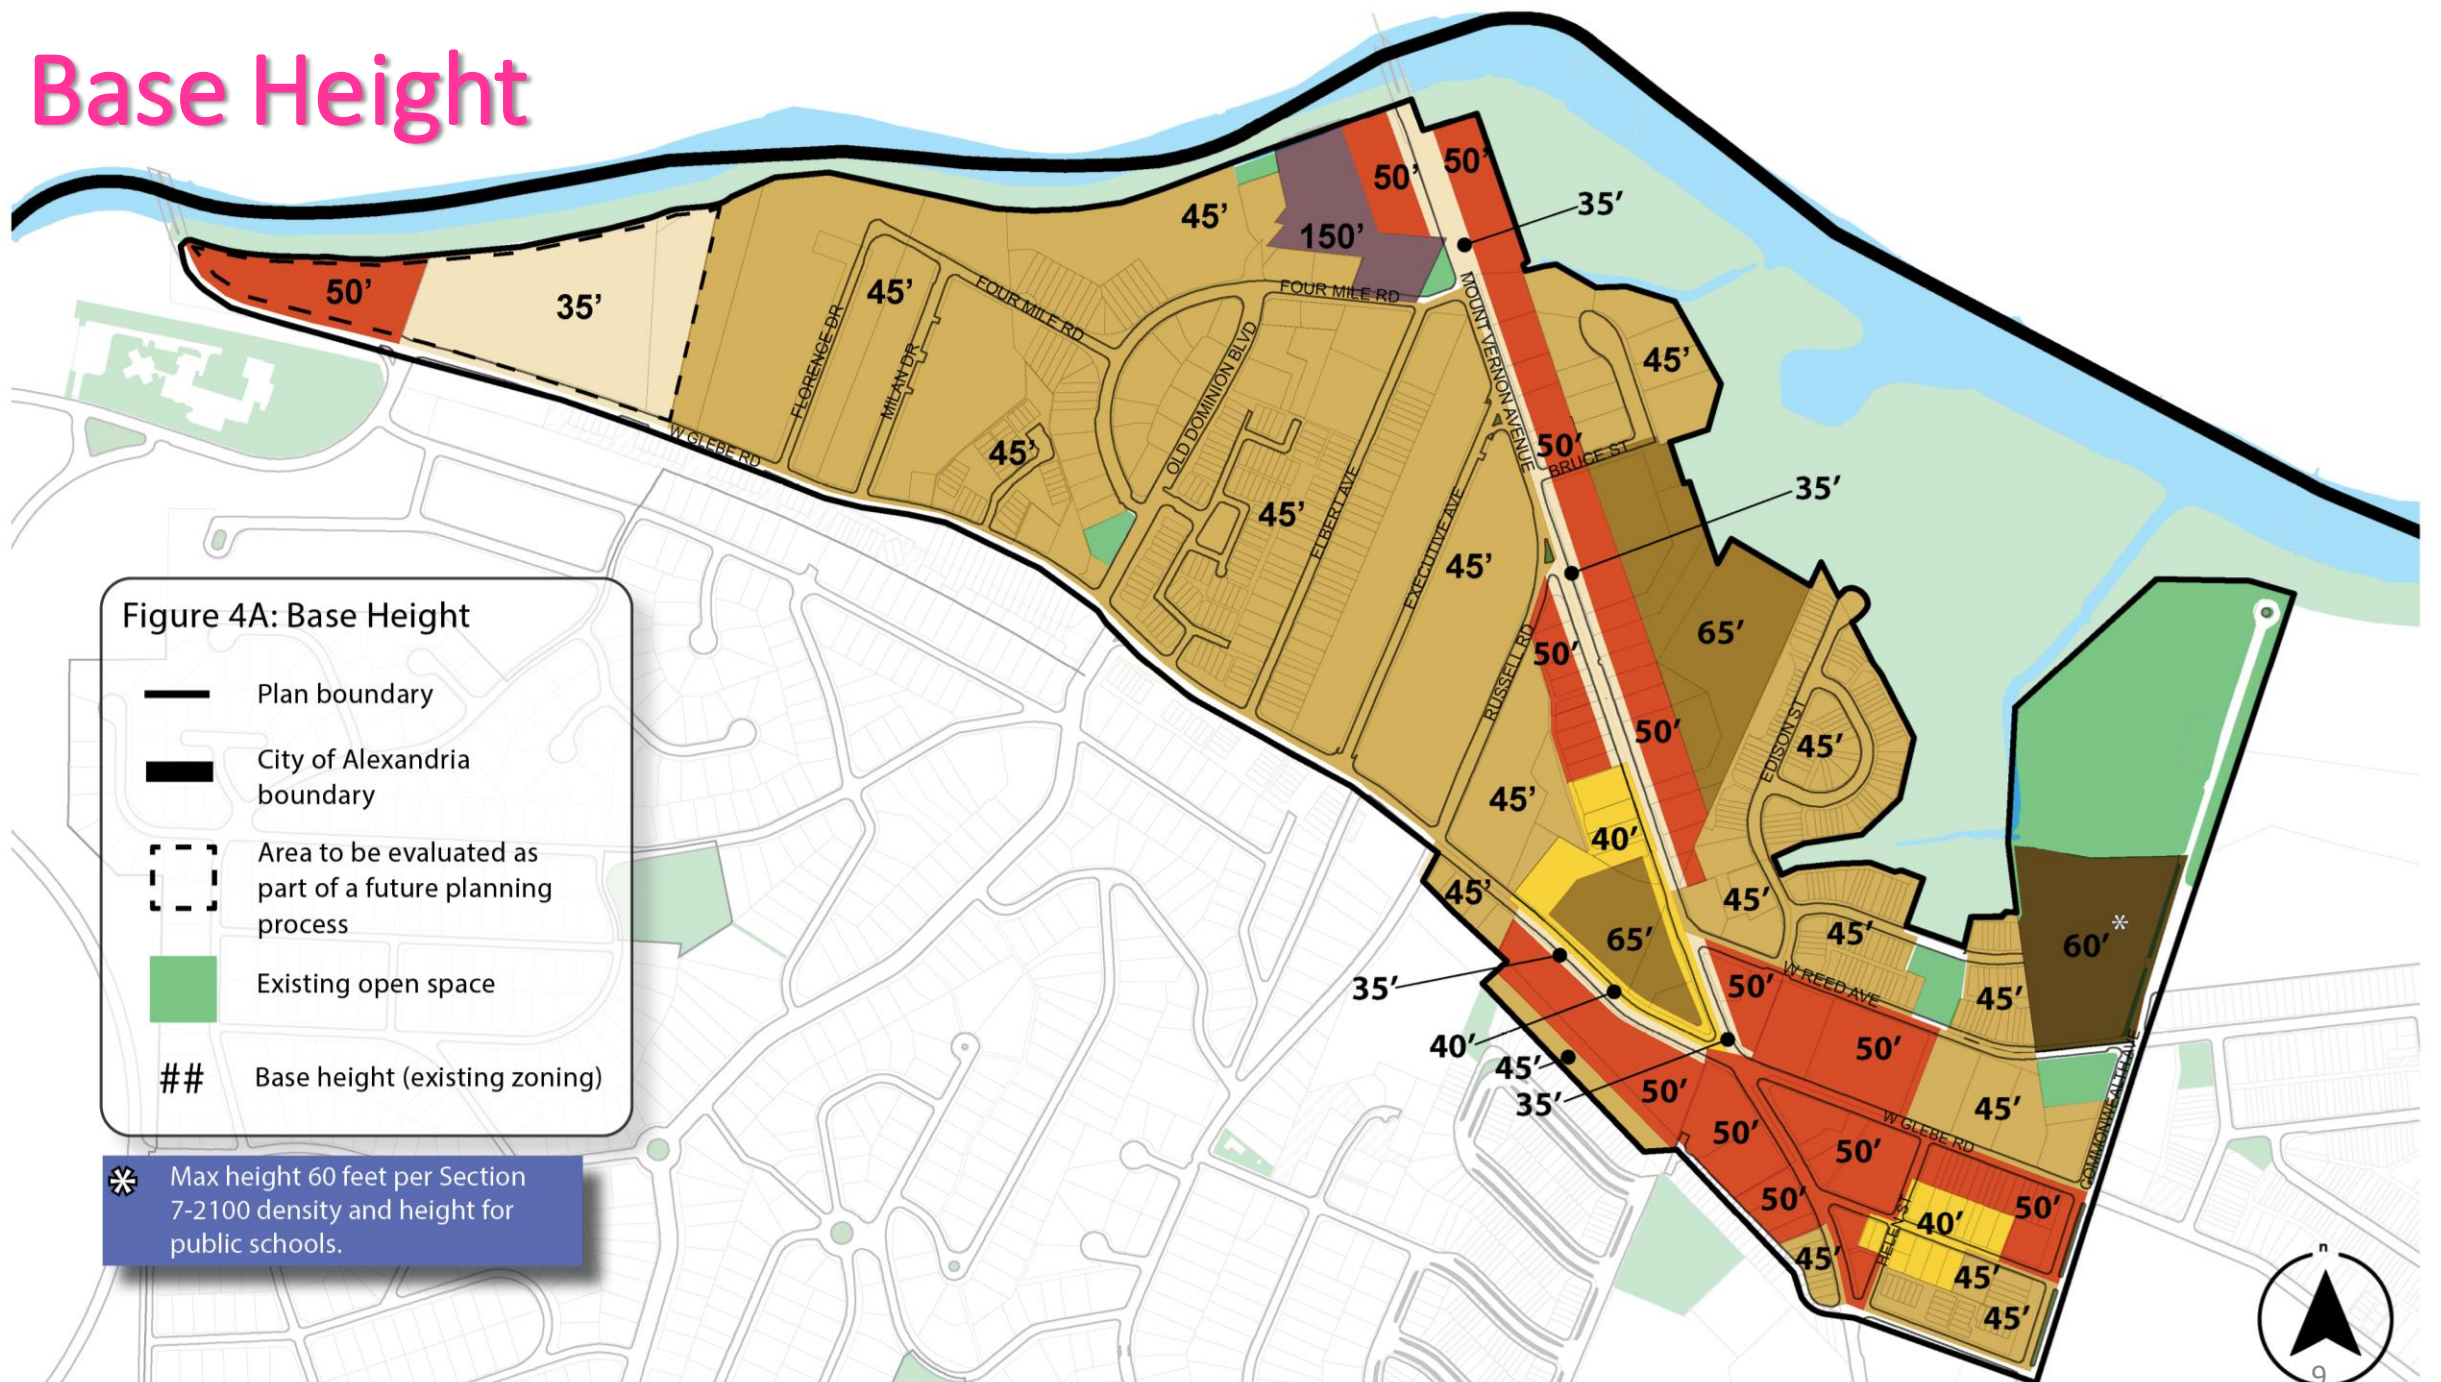 Base Height
50'
50'
35'
45'
150'
50'
35'
45'
FOUR MILE RD
FOUR MILE RD
MOUNT VERNON AVENUE
45'
FLORENCE DR
MILAN DR
OLD DOMINION BLVD
45'
W GLEBE RD
50'
BRUCE ST
35'
45'
ELBERT AVE
EXECUTIVE AVE
45'
65'
RUSSELL RD
50'
50'
EDISON ST
45'
45'
40'
45'
45'
45'
65'
60'*
35'
50'
W REED AVE
45'
40'
50'
45'
35'
50'
45'
50'
50'
W GLEBE RD
COMMONWEALTH AVE
50'
50'
HELEN ST
40'
45'
45'
45'
Figure 4A: Base Height
Plan boundary
City of Alexandria
boundary
Area to be evaluated as
part of a future planning
process
Existing open space
## Base height (existing zoning)
* Max height 60 feet per Section
7-2100 density and height for
public schools.
n
9